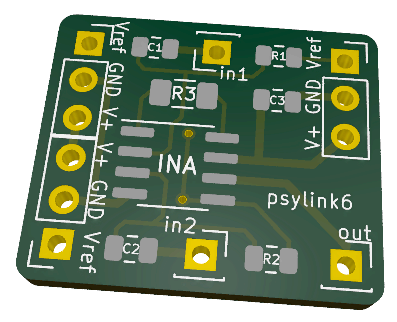 Vref
C1
R1
Vref
in1
GND
R3
C3
GND
V+
V+
V+
INA
GND
psylink6
in2
out
Vref
C2
R2